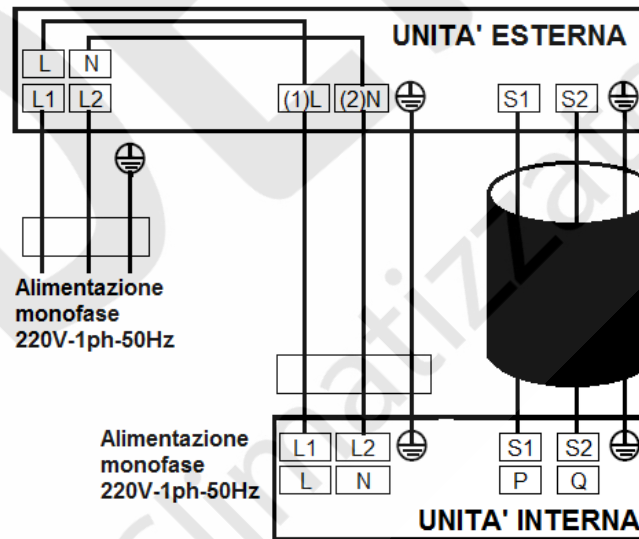 UNITA' ESTERNA
L N
L1 L2 (1)L (2)N S1 S2
Alimentazione
monofase
220V-1ph-50Hz
Alimentazione
monofase
220V-1ph-50Hz
L1 L2 S1 S2
L N P Q
UNITA' INTERNA
climatizza